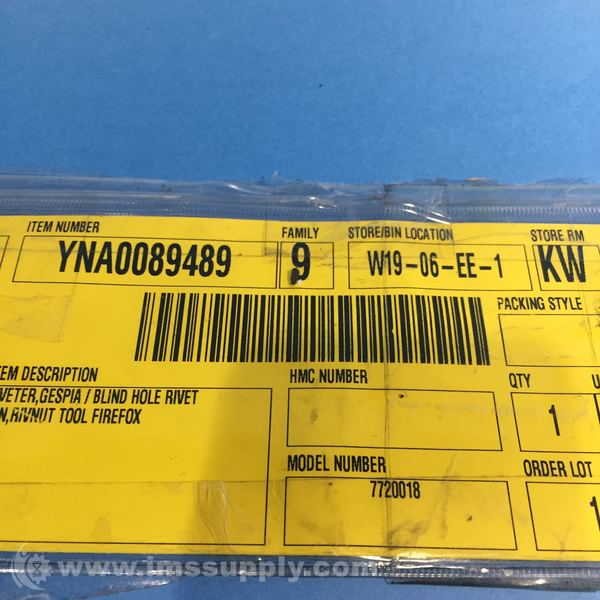 ITEM NUMBER FAMILY STORE/BIN LOCATION STORE RM
YNA0089489 9 W19-06-EE-1 KW
PACKING STYLE
EM DESCRIPTION HMC NUMBER QTY U
VETER,GESPIA / BLIND HOLE RIVET
N,RIVNUT TOOL FIREFOX
1
MODEL NUMBER ORDER LOT
7720018
1
www.imssupply.com